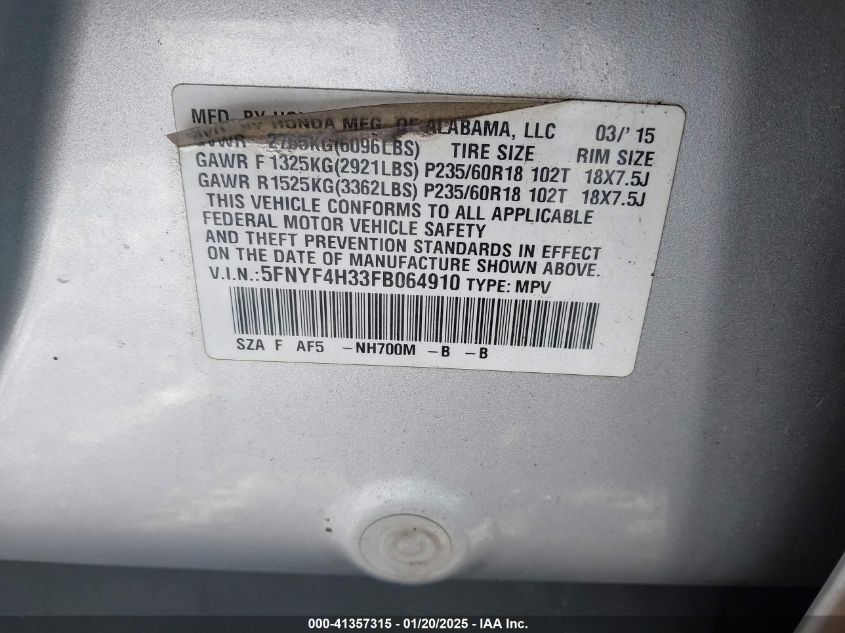 MFD. BY HONDA MFG. OF ALABAMA, LLC 03/'15
GVWR 2765KG(6096LBS) TIRE SIZE RIM SIZE
GAWR F 1325KG(2921LBS) P235/60R18 102T 18X7.5J
GAWR R1525KG(3362LBS) P235/60R18 102T 18X7.5J
THIS VEHICLE CONFORMS TO ALL APPLICABLE
FEDERAL MOTOR VEHICLE SAFETY
AND THEFT PREVENTION STANDARDS IN EFFECT
ON THE DATE OF MANUFACTURE SHOWN ABOVE.
V.I.N.:5FNYF4H33FB064910 TYPE: MPV
SZA F AF5 -NH700M -B -B
000-41357315 - 01/20/2025 - IAA Inc.